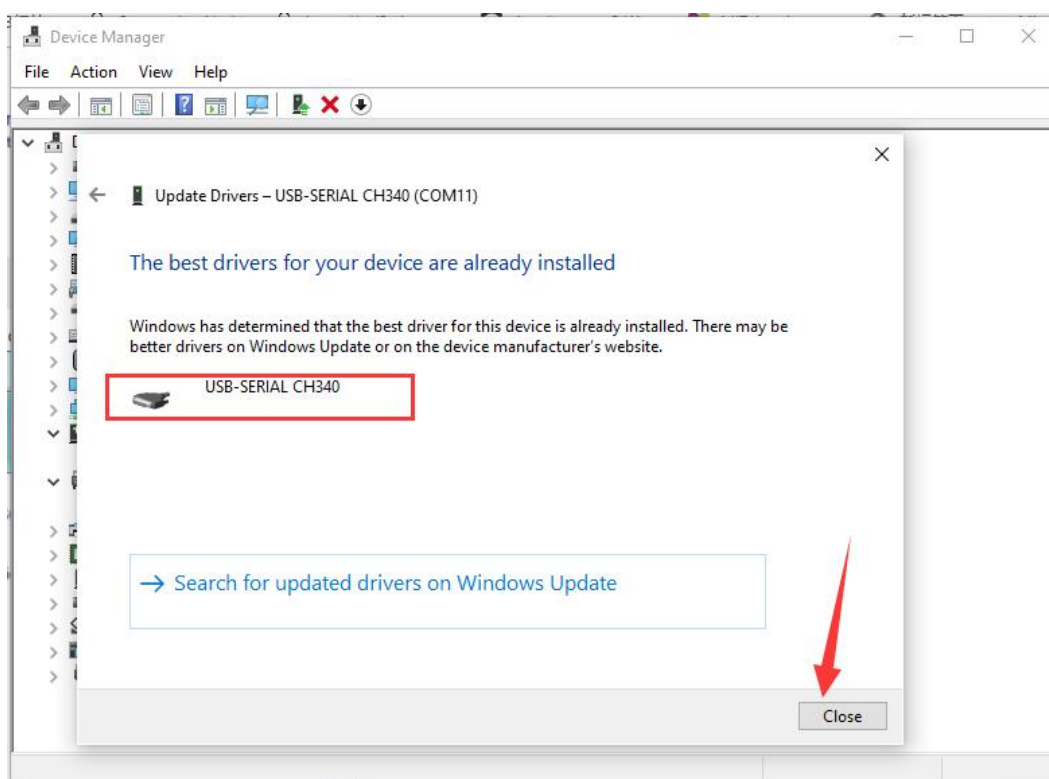 Device Manager
File Action View Help
Update Drivers – USB-SERIAL CH340 (COM11)
The best drivers for your device are already installed
Windows has determined that the best driver for this device is already installed. There may be
better drivers on Windows Update or on the device manufacturer's website.
USB-SERIAL CH340
Search for updated drivers on Windows Update
Close